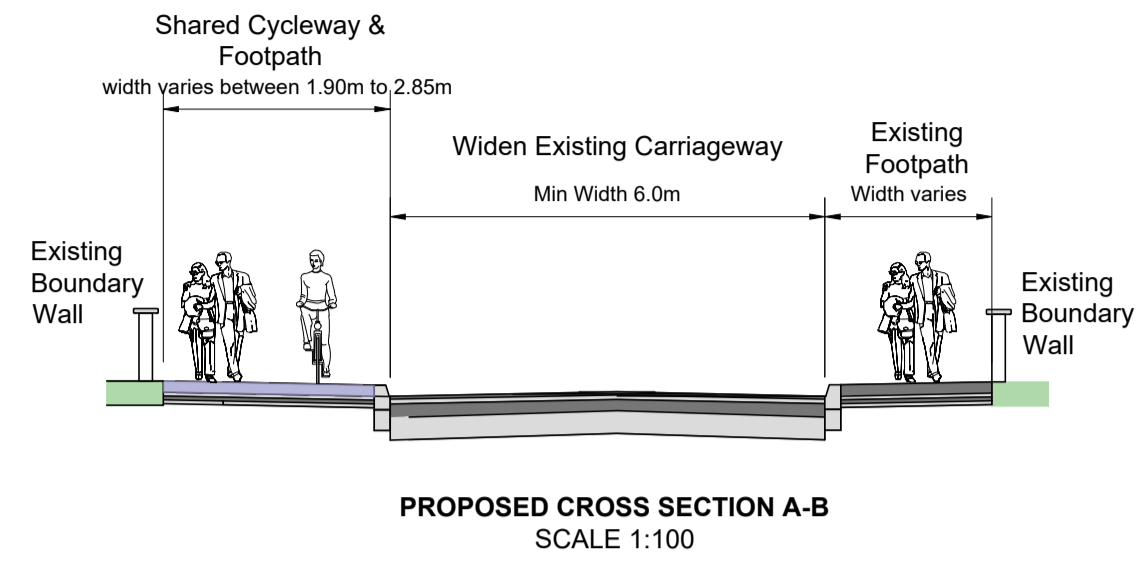 Shared Cycleway &
Footpath
width varies between 1.90m to 2.85m
Widen Existing Carriageway
Min Width 6.0m
Existing
Footpath
Width varies
Existing
Boundary
Wall
Existing
Boundary
Wall
PROPOSED CROSS SECTION A-B
SCALE 1:100